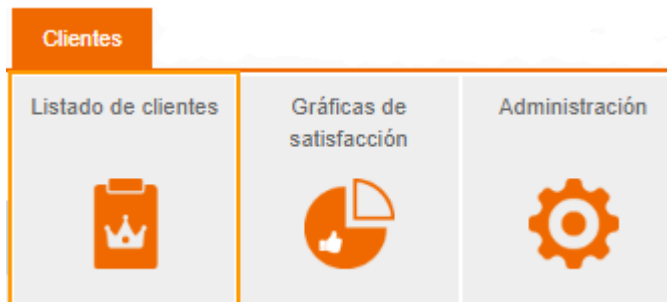 Clientes
Listado de clientes
Gráficas de
satisfacción
Administración